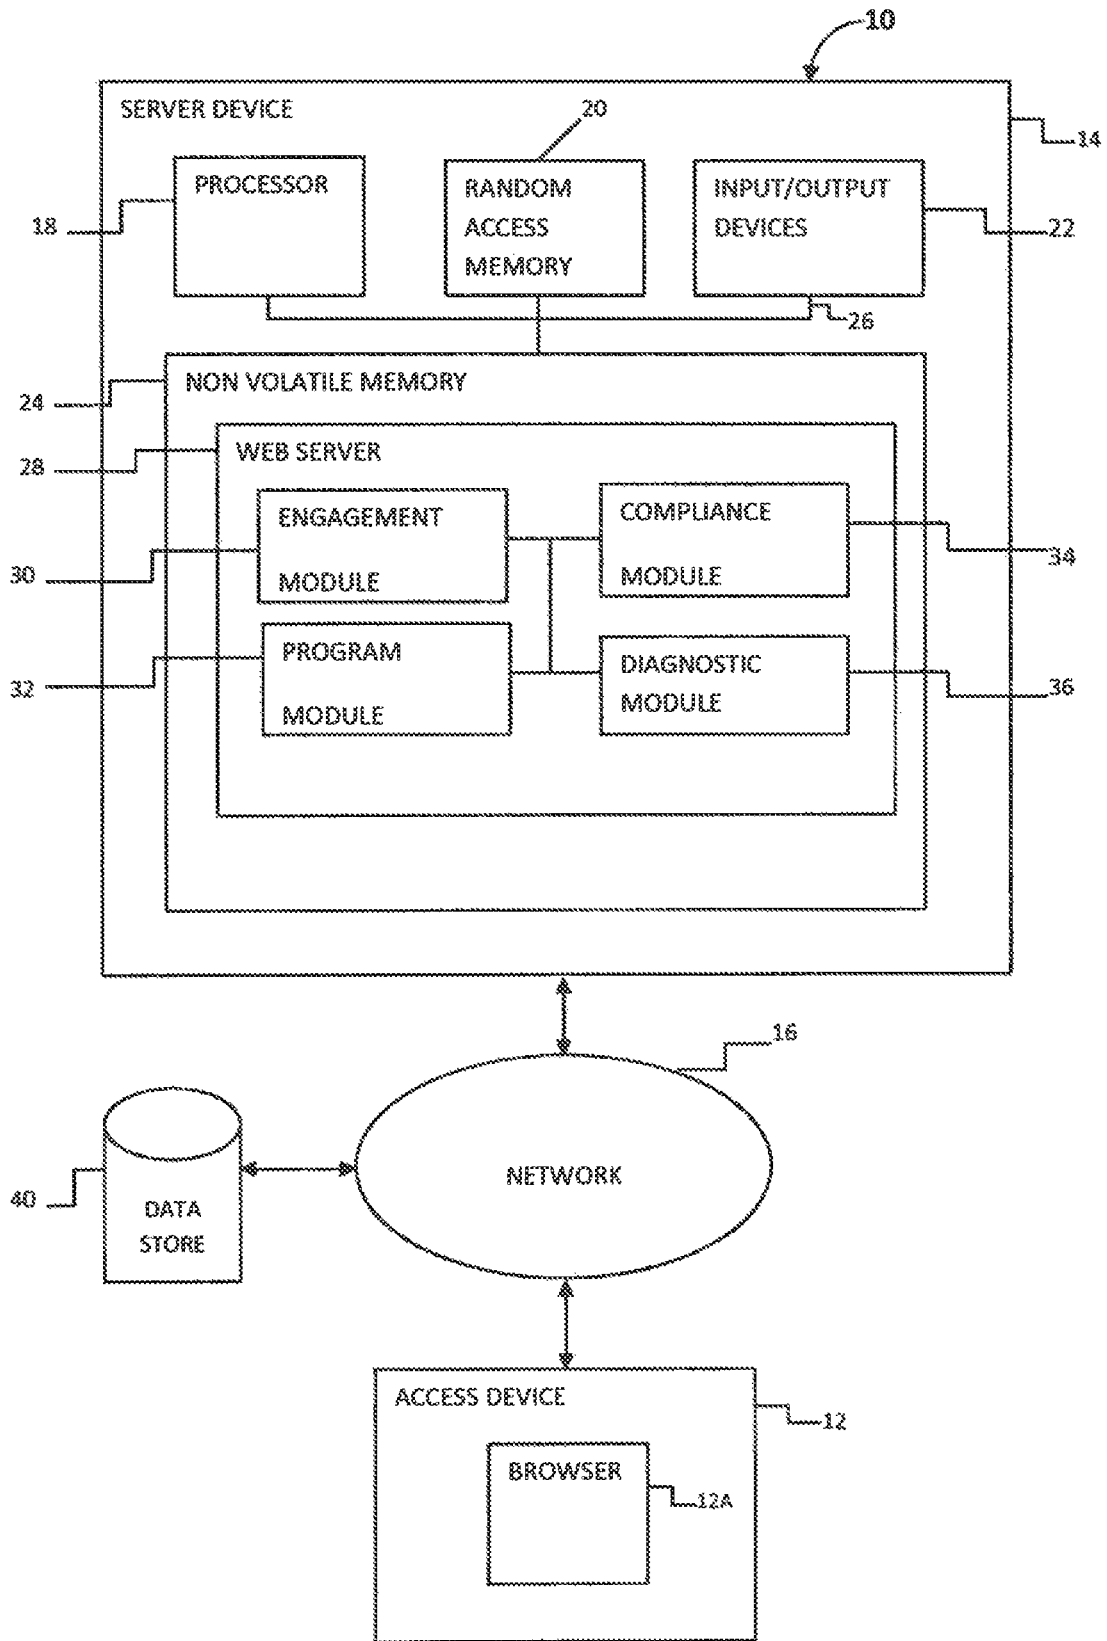 10
SERVER DEVICE
20
14
PROCESSOR
RANDOM
ACCESS
MEMORY
INPUT/OUTPUT
DEVICES
18
22
26
NON VOLATILE MEMORY
24
WEB SERVER
28
ENGAGEMENT
MODULE
COMPLIANCE
MODULE
30
34
PROGRAM
MODULE
DIAGNOSTIC
MODULE
32
36
16
NETWORK
40
DATA
STORE
ACCESS DEVICE
12
BROWSER
12A